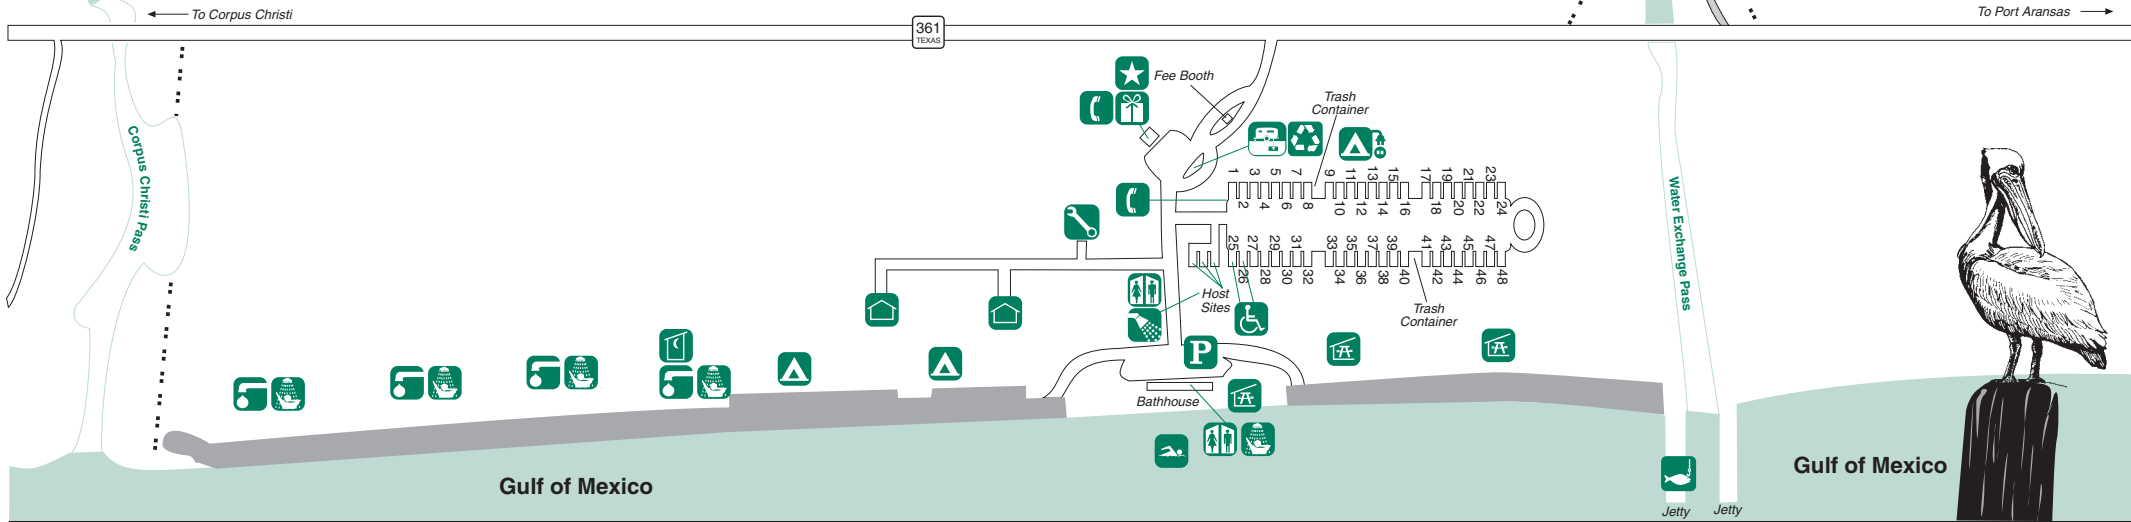 To Corpus Christi
361
TEXAS
To Port Aransas
Fee Booth
Trash
Container
Corpus Christi Pass
1 3 5 7 9 11 13 15 17 19 21 23
2 4 6 8 10 12 14 16 18 20 22 24
25 27 29 31 33 35 37 39 41 43 45 47
26 28 30 32 34 36 38 40 42 44 46 48
Water Exchange Pass
Host
Sites
Trash
Container
P
Bathhouse
Gulf of Mexico
Gulf of Mexico
Jetty
Jetty